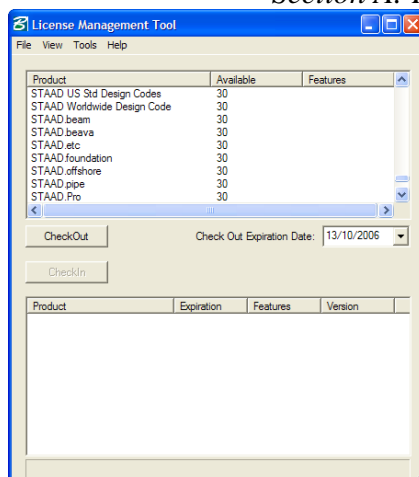 License Management Tool
File View Tools Help
Product Available Features
STAAD US Std Design Codes 30
STAAD Worldwide Design Code 30
STAAD.beam 30
STAAD.beava 30
STAAD.etc 30
STAAD.foundation 30
STAAD.offshore 30
STAAD.pipe 30
STAAD.Pro 30
CheckOut Check Out Expiration Date: 13/10/2006
CheckIn
Product Expiration Features Version